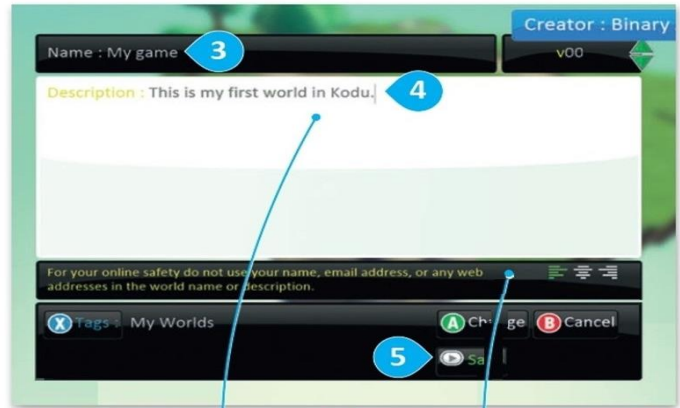 Creator : Binary
Name : My game
3
v00
Description : This is my first world in Kodu.
4
For your online safety do not use your name, email address, or any web
addresses in the world name or description.
X Tags : My Worlds
A
B Cancel
5